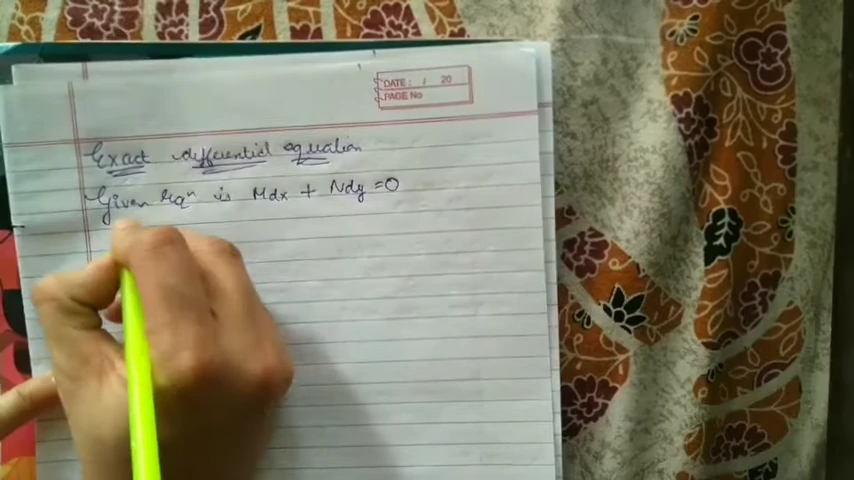 DATE: / 20
PAGE No
Exact differential equation
Given Eqn is Mdx + Ndy = 0